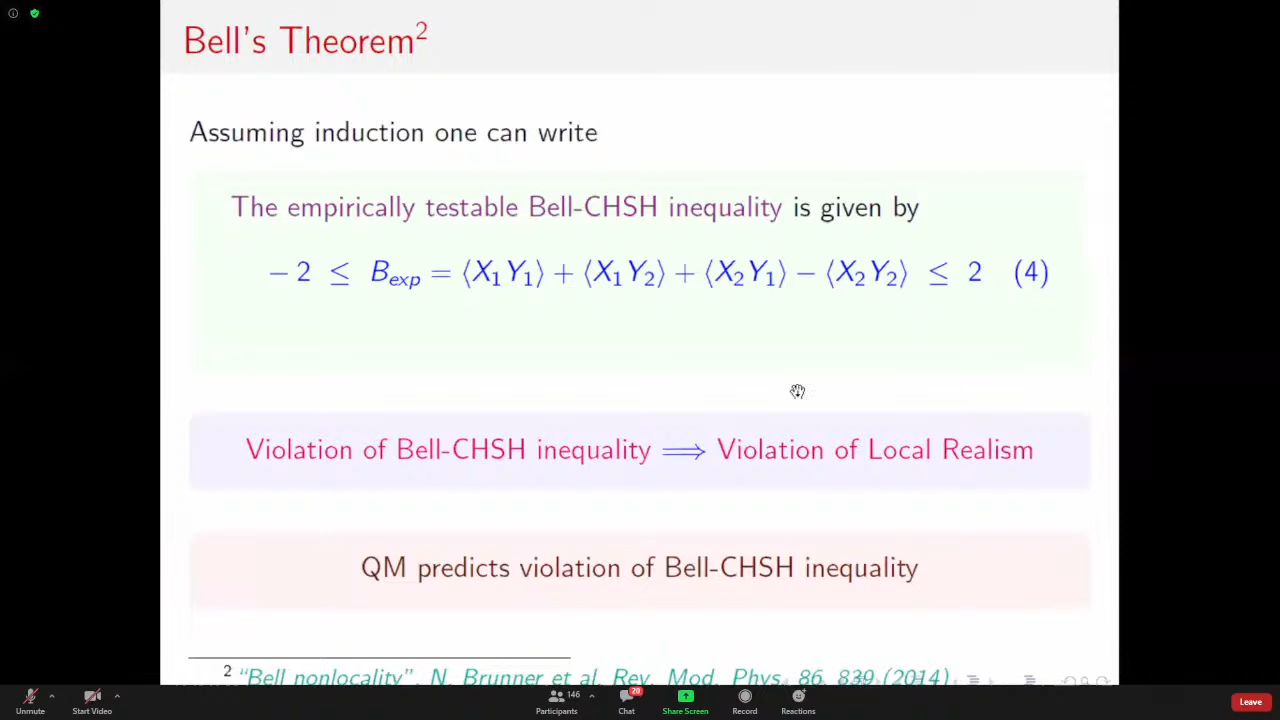 Bell's Theorem²
Assuming induction one can write
The empirically testable Bell-CHSH inequality is given by
− 2 ≤ B_exp = ⟨X₁Y₁⟩ + ⟨X₁Y₂⟩ + ⟨X₂Y₁⟩ − ⟨X₂Y₂⟩ ≤ 2 (4)
Violation of Bell-CHSH inequality ⟹ Violation of Local Realism
QM predicts violation of Bell-CHSH inequality
² "Bell nonlocality", N. Brunner et al. Rev. Mod. Phys. 86, 839 (2014)
Unmute
Start Video
146
Participants
20
Chat
Share Screen
Record
Reactions
Leave